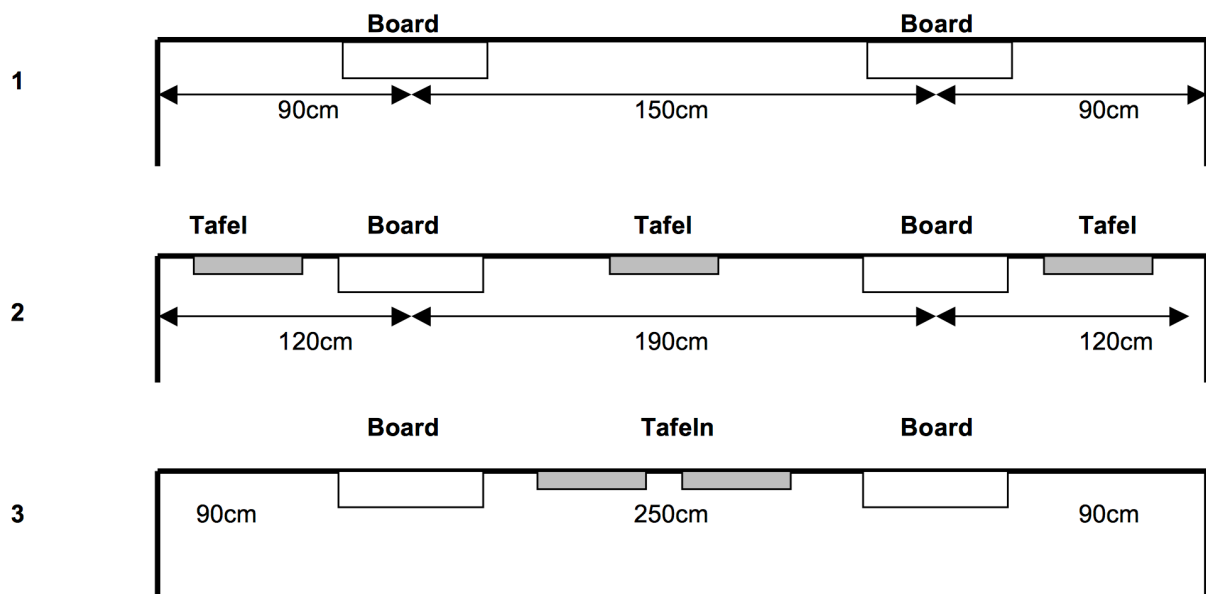 Board Board
1
90cm 150cm 90cm
Tafel Board Tafel Board Tafel
2
120cm 190cm 120cm
Board Tafeln Board
3
90cm 250cm 90cm